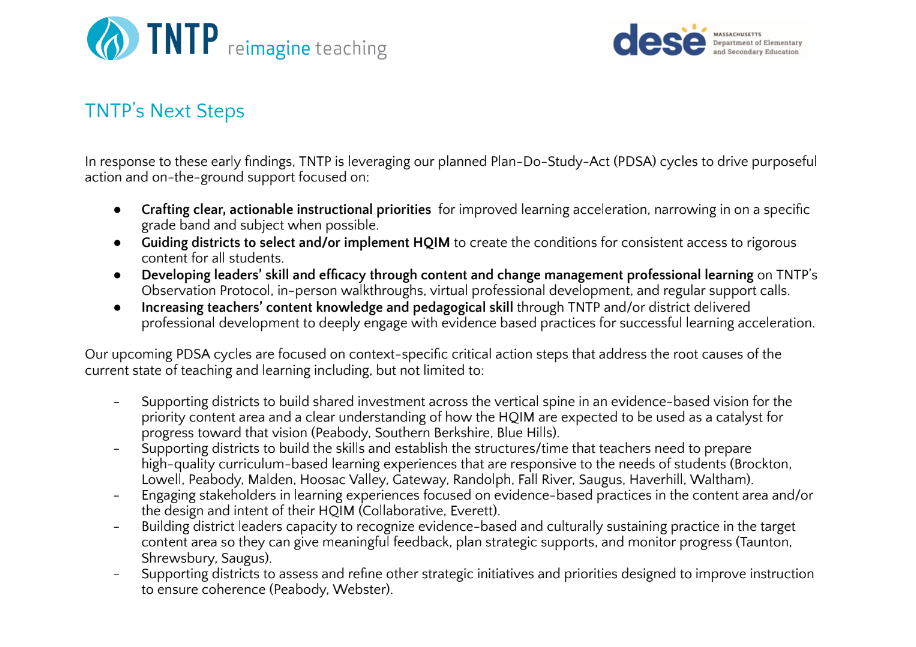 TNTP reimagine teaching
dese MASSACHUSETTS
Department of Elementary
and Secondary Education
TNTP's Next Steps
In response to these early findings, TNTP is leveraging our planned Plan-Do-Study-Act (PDSA) cycles to drive purposeful
action and on-the-ground support focused on:
● Crafting clear, actionable instructional priorities for improved learning acceleration, narrowing in on a specific
grade band and subject when possible.
● Guiding districts to select and/or implement HQIM to create the conditions for consistent access to rigorous
content for all students.
● Developing leaders' skill and efficacy through content and change management professional learning on TNTP's
Observation Protocol, in-person walkthroughs, virtual professional development, and regular support calls.
● Increasing teachers' content knowledge and pedagogical skill through TNTP and/or district delivered
professional development to deeply engage with evidence based practices for successful learning acceleration.
Our upcoming PDSA cycles are focused on context-specific critical action steps that address the root causes of the
current state of teaching and learning including, but not limited to:
- Supporting districts to build shared investment across the vertical spine in an evidence-based vision for the
priority content area and a clear understanding of how the HQIM are expected to be used as a catalyst for
progress toward that vision (Peabody, Southern Berkshire, Blue Hills).
- Supporting districts to build the skills and establish the structures/time that teachers need to prepare
high-quality curriculum-based learning experiences that are responsive to the needs of students (Brockton,
Lowell, Peabody, Malden, Hoosac Valley, Gateway, Randolph, Fall River, Saugus, Haverhill, Waltham).
- Engaging stakeholders in learning experiences focused on evidence-based practices in the content area and/or
the design and intent of their HQIM (Collaborative, Everett).
- Building district leaders capacity to recognize evidence-based and culturally sustaining practice in the target
content area so they can give meaningful feedback, plan strategic supports, and monitor progress (Taunton,
Shrewsbury, Saugus).
- Supporting districts to assess and refine other strategic initiatives and priorities designed to improve instruction
to ensure coherence (Peabody, Webster).